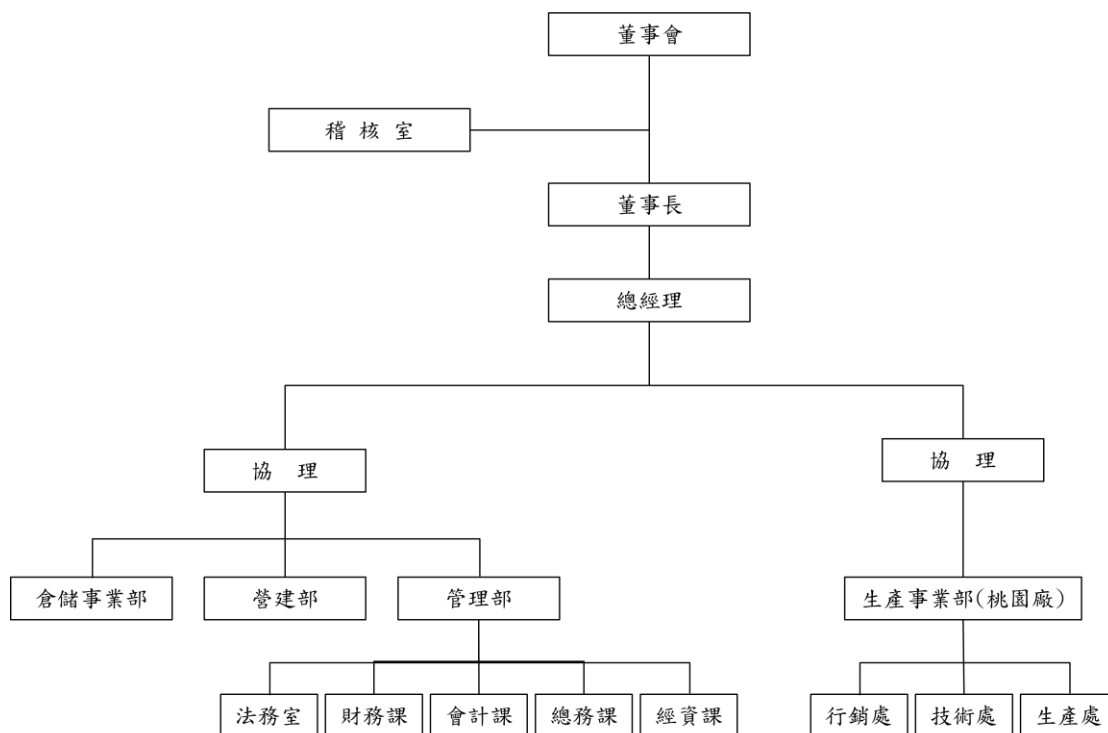 董事會
稽 核 室
董事長
總經理
協 理
協 理
倉儲事業部
營建部
管理部
生產事業部(桃園廠)
法務室
財務課
會計課
總務課
經資課
行銷處
技術處
生產處